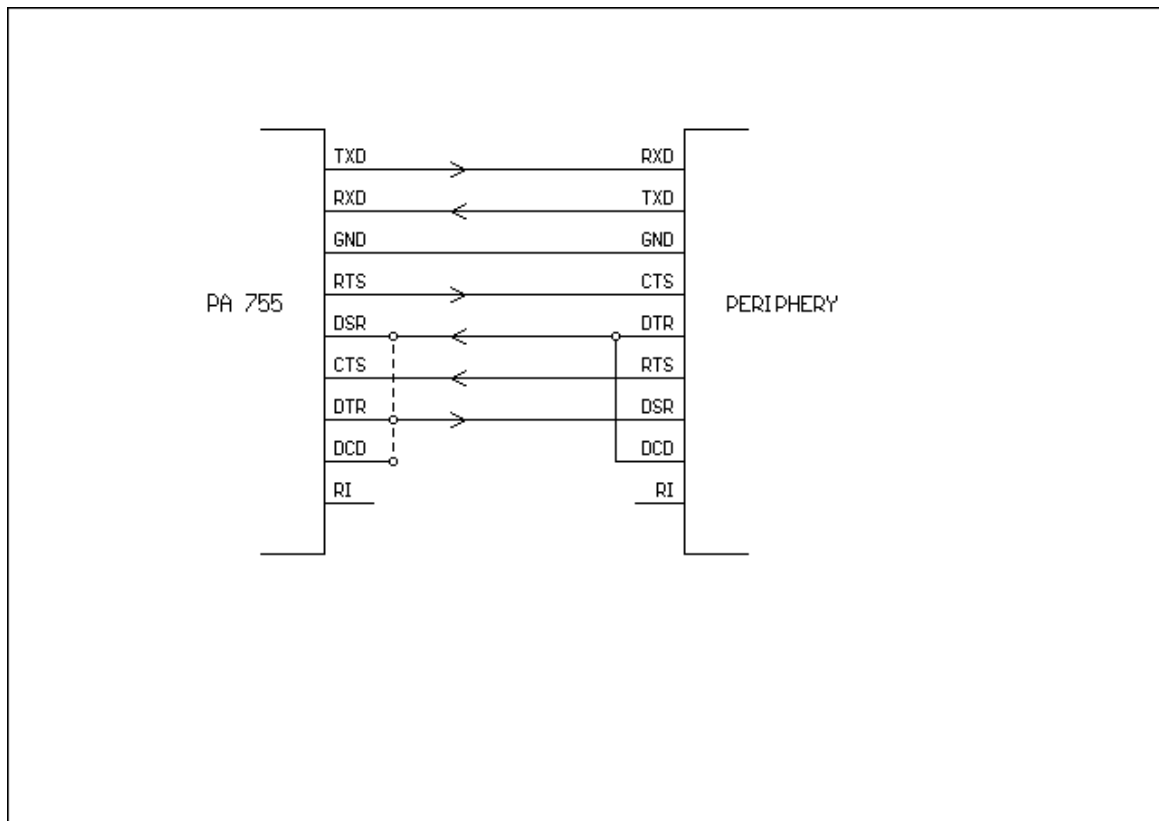 TXD RXD
RXD TXD
GND GND
RTS CTS
PA 755 PERIPHERY
DSR DTR
CTS RTS
DTR DSR
DCD DCD
RI RI